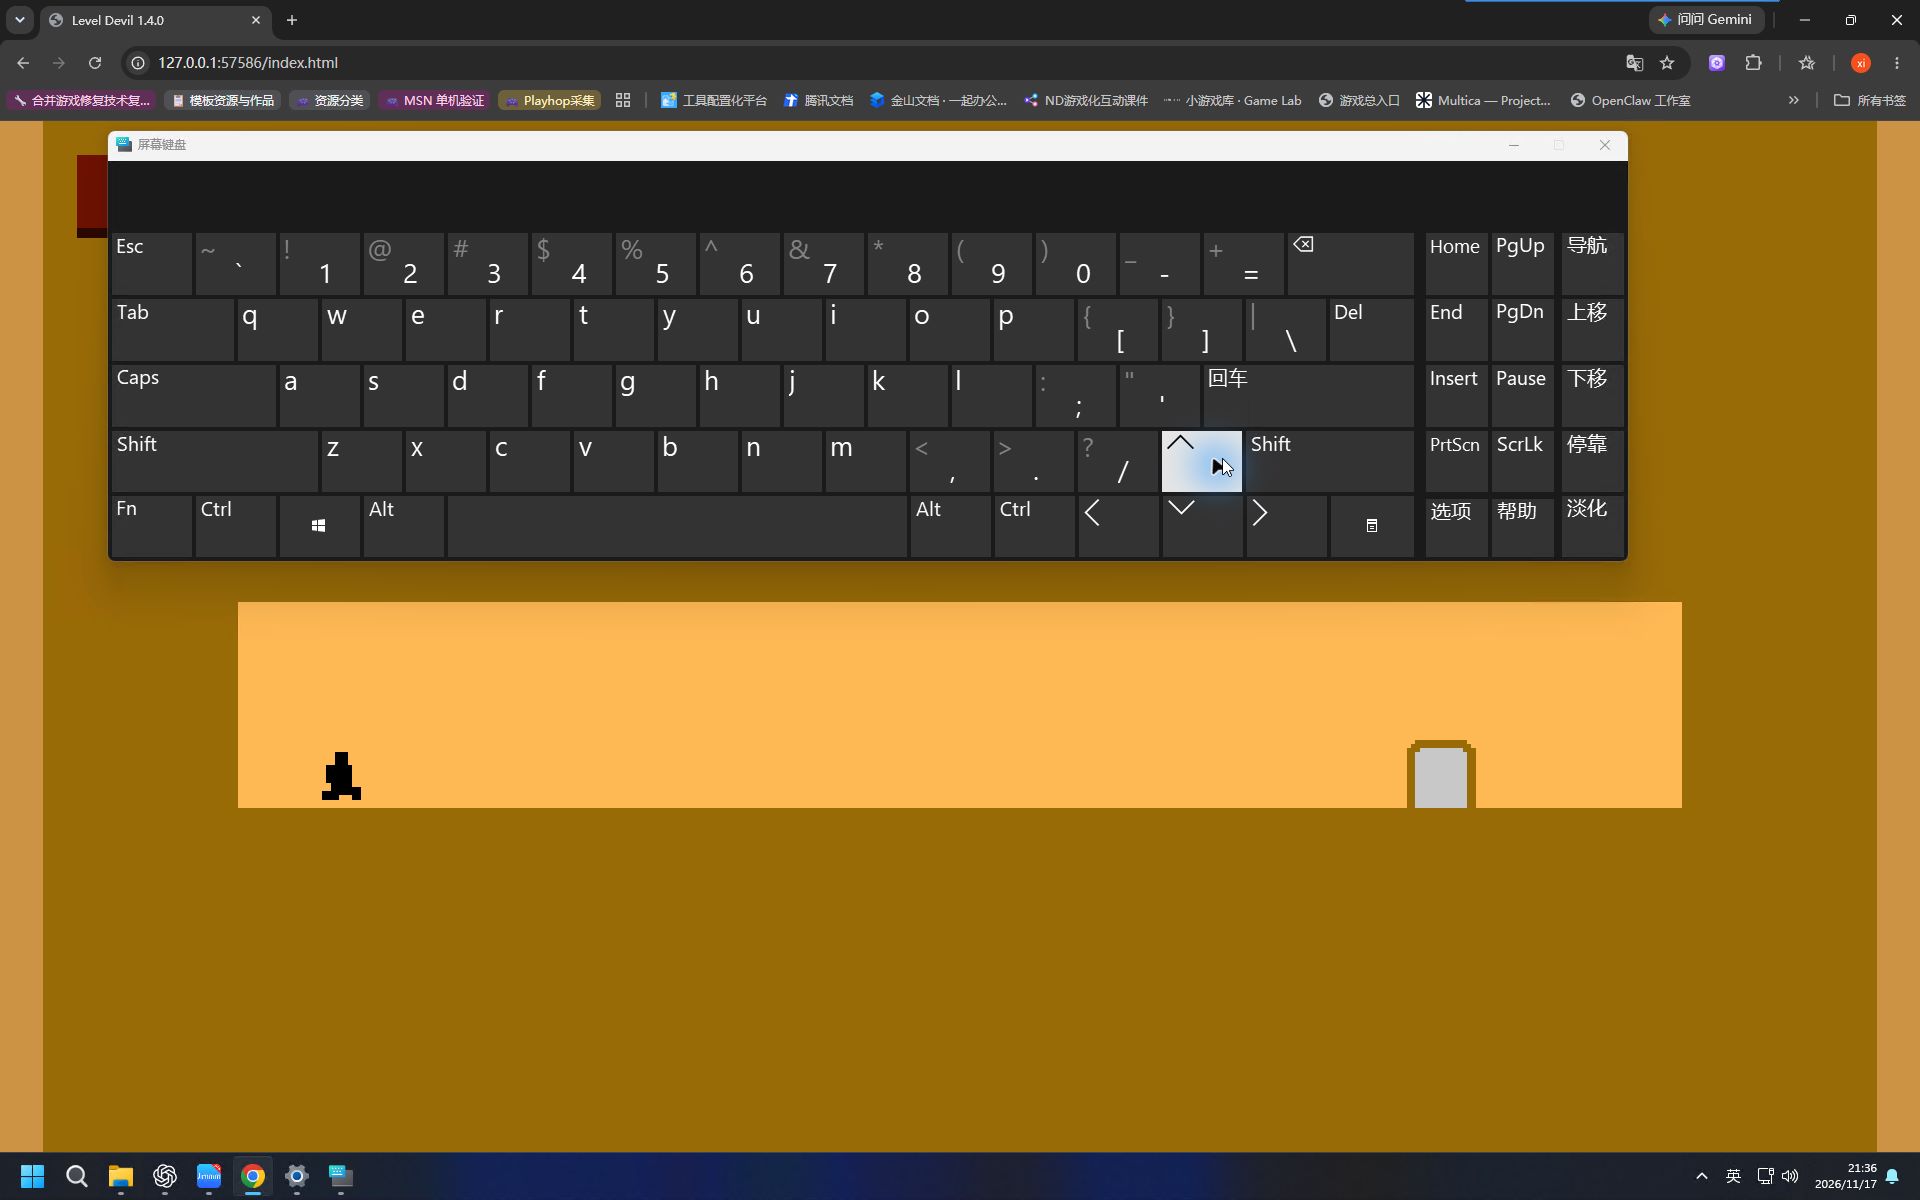 Level Devil 1.4.0
问问 Gemini
127.0.0.1:57586/index.html
xi
合并游戏修复技术复...
模板资源与作品
资源分类
MSN 单机验证
Playhop采集
工具配置化平台
腾讯文档
金山文档 · 一起办公...
ND游戏化互动课件
小游戏库 · Game Lab
游戏总入口
Multica — Project...
OpenClaw 工作室
所有书签
屏幕键盘
Esc ~ ` ! 1 @ 2 # 3 $ 4 % 5 ^ 6 & 7 * 8 ( 9 ) 0 _ - + = Home PgUp 导航
Tab q w e r t y u i o p { [ } ] | \ Del End PgDn 上移
Caps a s d f g h j k l : ; " ' 回车 Insert Pause 下移
Shift z x c v b n m < , > . ? / Shift PrtScn ScrLk 停靠
Fn Ctrl Alt Alt Ctrl 选项 帮助 淡化
英
21:36
2026/11/17